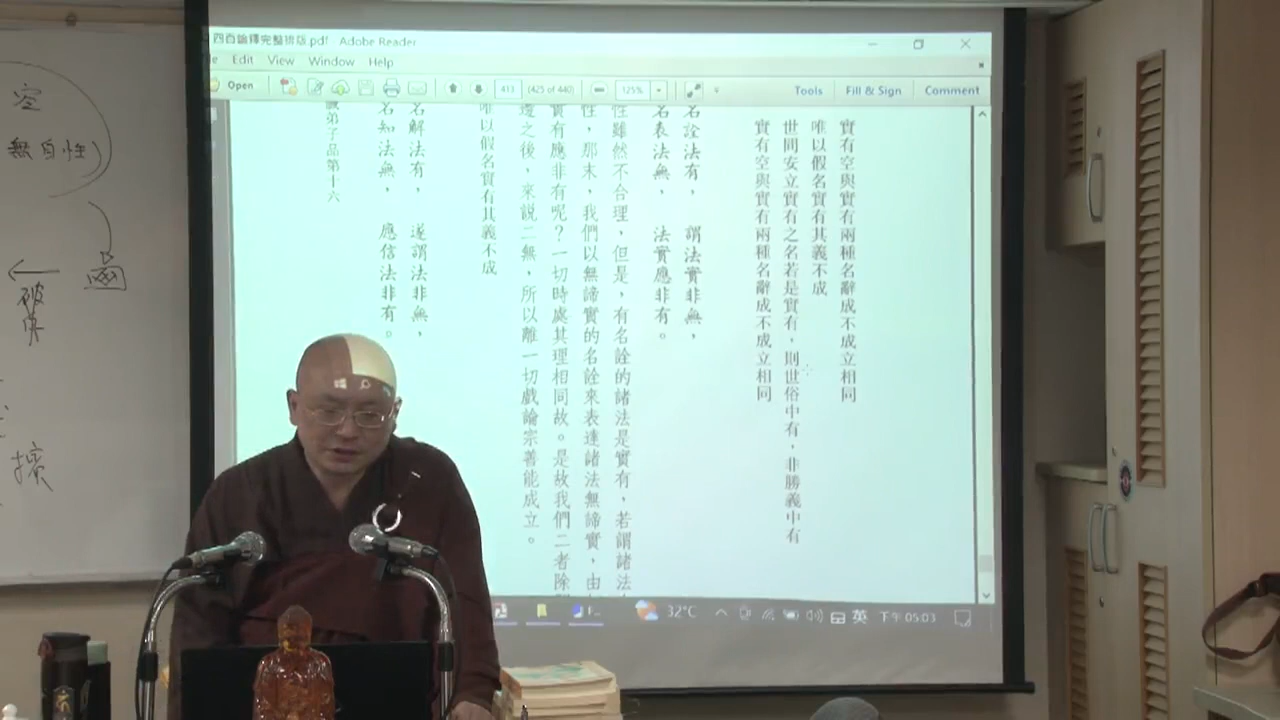 空
無自性)
破
壞
四百論釋完整排版.pdf - Adobe Reader
Edit View Window Help
Open
413 (425 of 440)
125%
Tools Fill & Sign Comment
實有空與實有兩種名辭成不成立相同
唯以假名實有其義不成
世間安立實有之名若是實有，則世俗中有，非勝義中有
實有空與實有兩種名辭成不成立相同
名詮法有， 謂法實非無，
名表法無， 法實應非有。
性雖然不合理，但是，有名詮的諸法是實有，若謂諸法
性，那末，我們以無諦實的名詮來表達諸法無諦實，由
實有應非有呢？一切時處其理相同故。是故我們二者除
邊之後，來說二無，所以離一切戲論宗善能成立。
唯以假名實有其義不成
名解法有， 遂謂法非無，
名知法無， 應信法非有。
誡弟子品第十六
32°C
英
下午 05:03